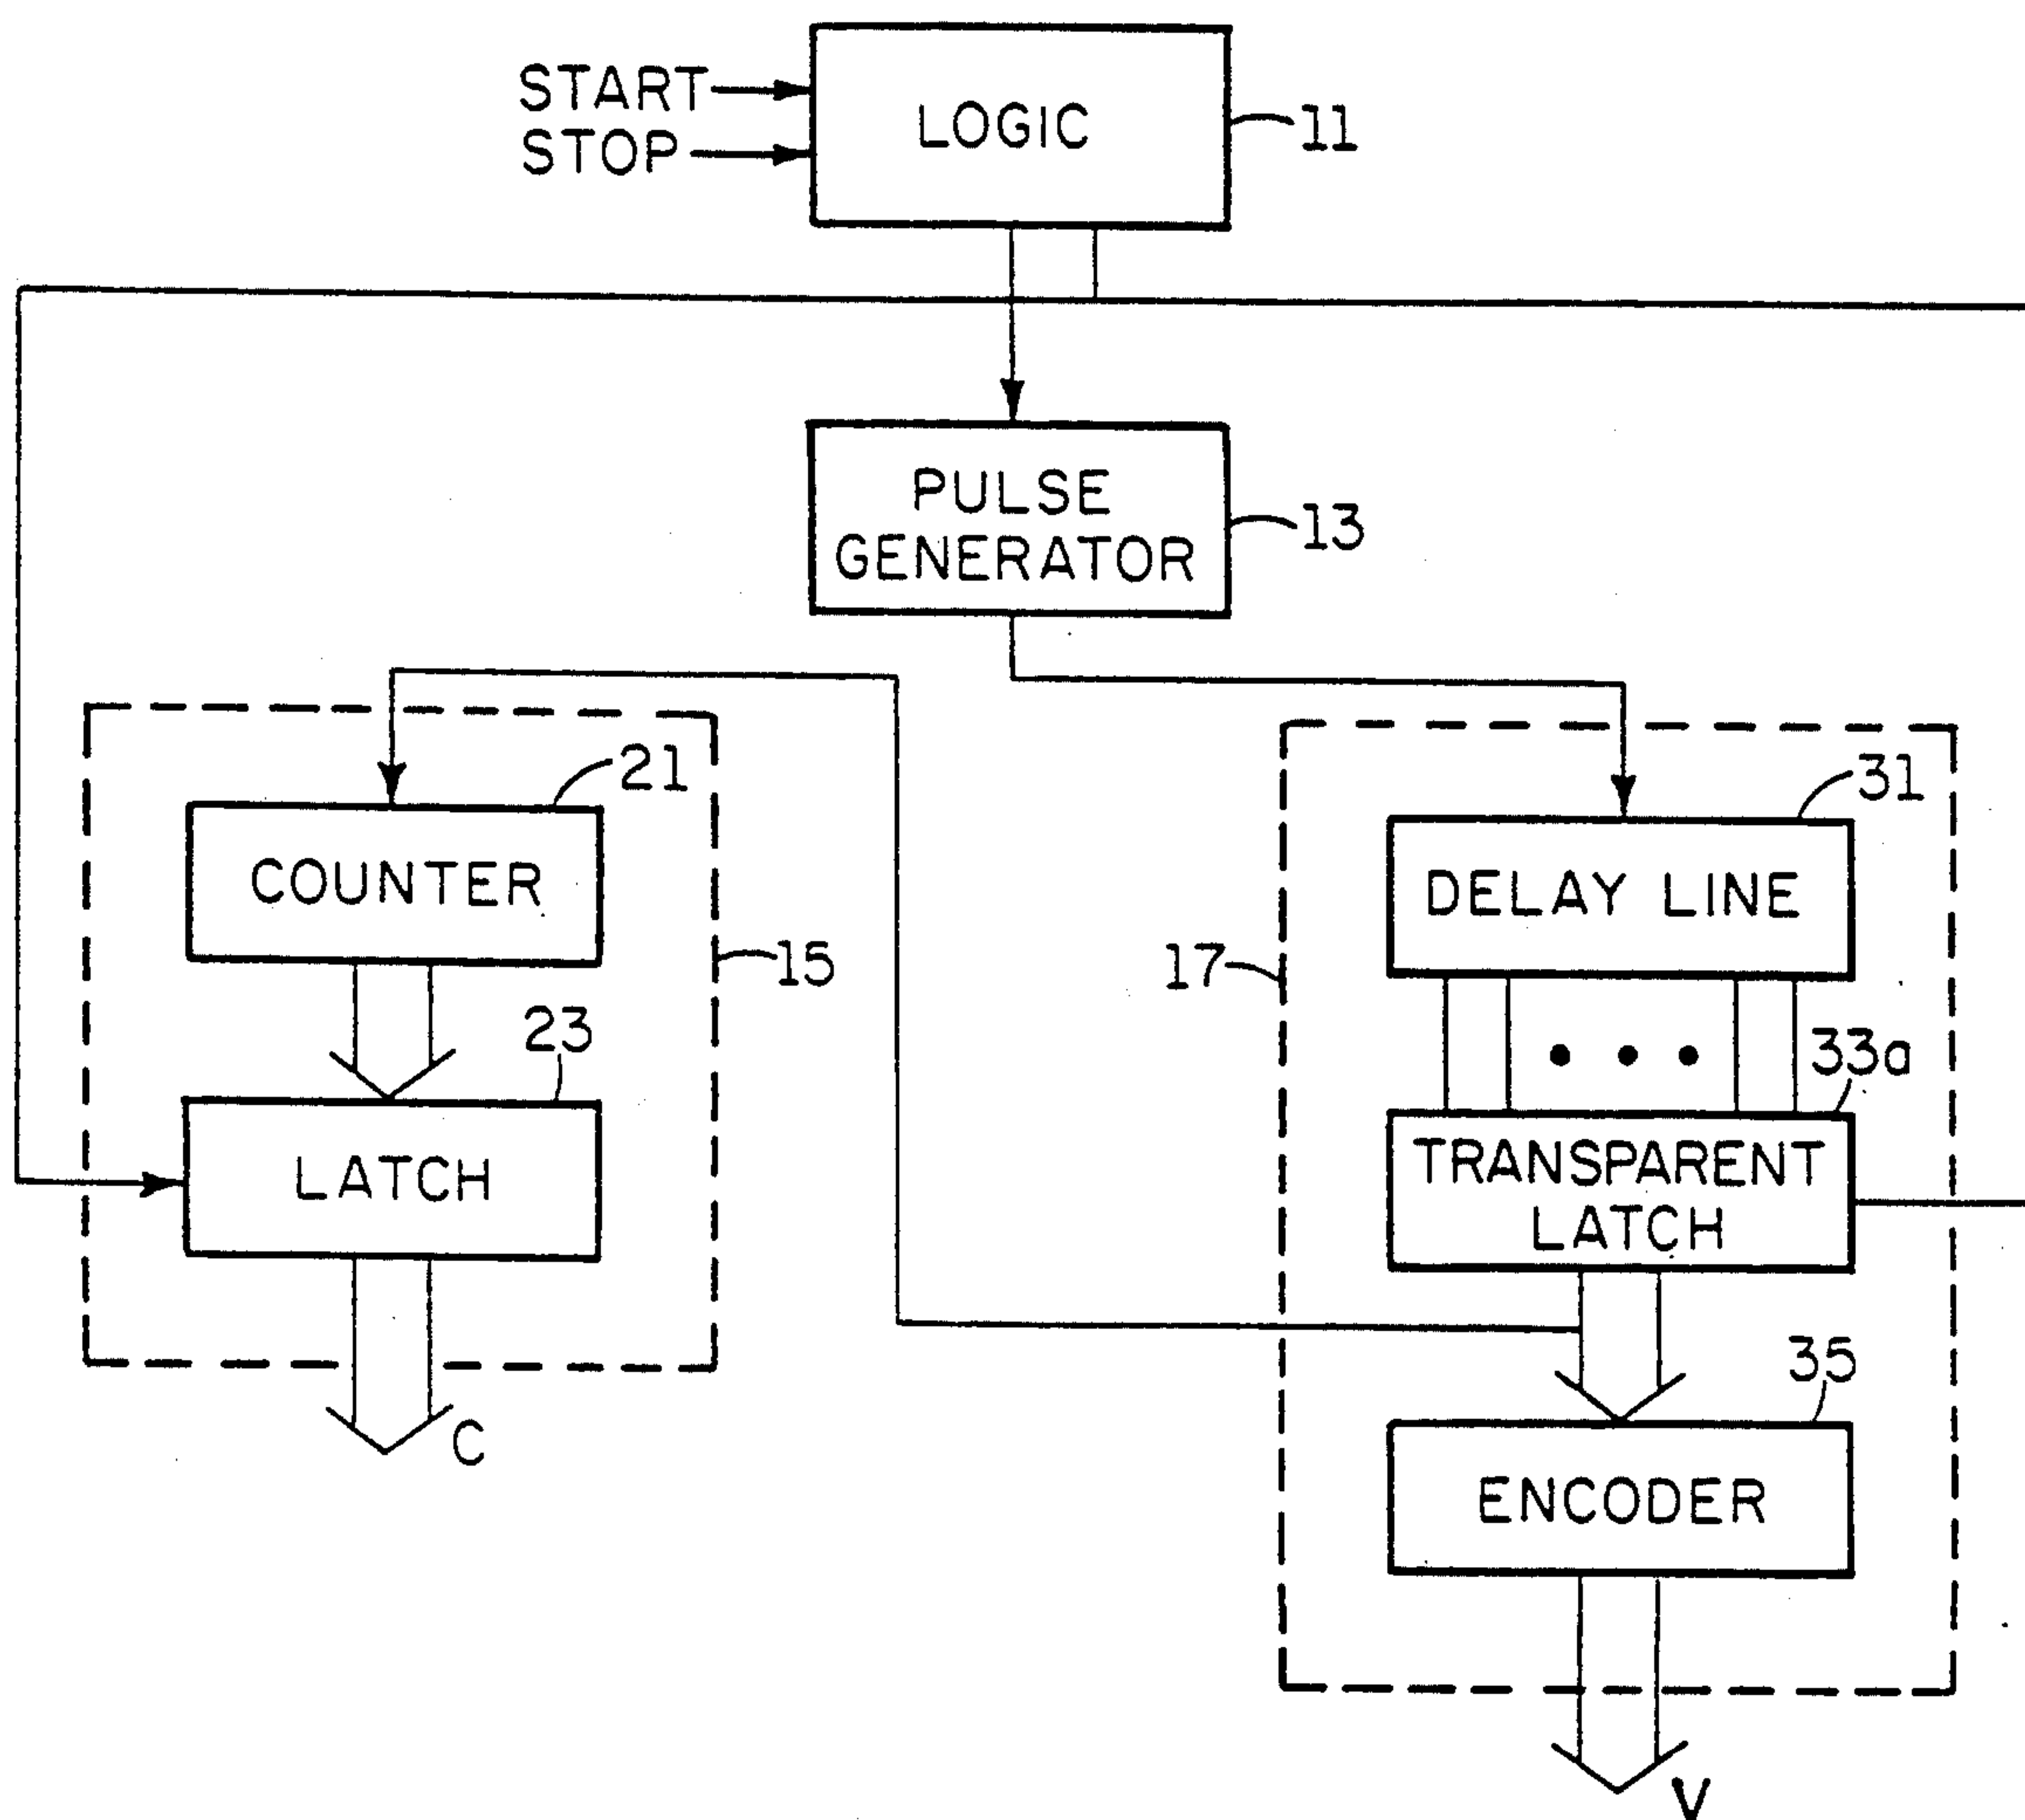 START
STOP
LOGIC
11
PULSE
GENERATOR
13
21
COUNTER
15
23
LATCH
C
31
DELAY LINE
17
33a
TRANSPARENT
LATCH
35
ENCODER
V